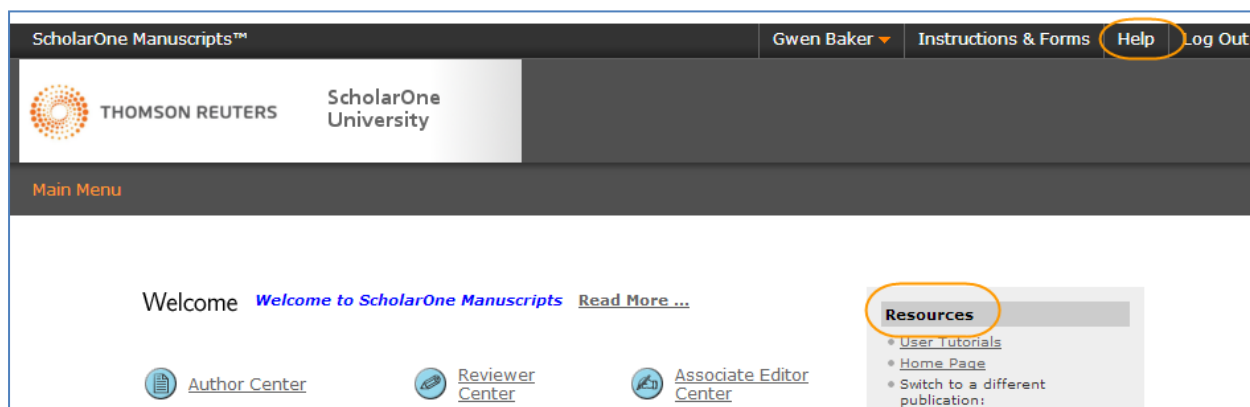 ScholarOne Manuscripts™ Gwen Baker Instructions & Forms Help Log Out
THOMSON REUTERS
ScholarOne
University
Main Menu
Welcome Welcome to ScholarOne Manuscripts Read More ...
Author Center
Reviewer
Center
Associate Editor
Center
Resources
User Tutorials
Home Page
Switch to a different
publication: